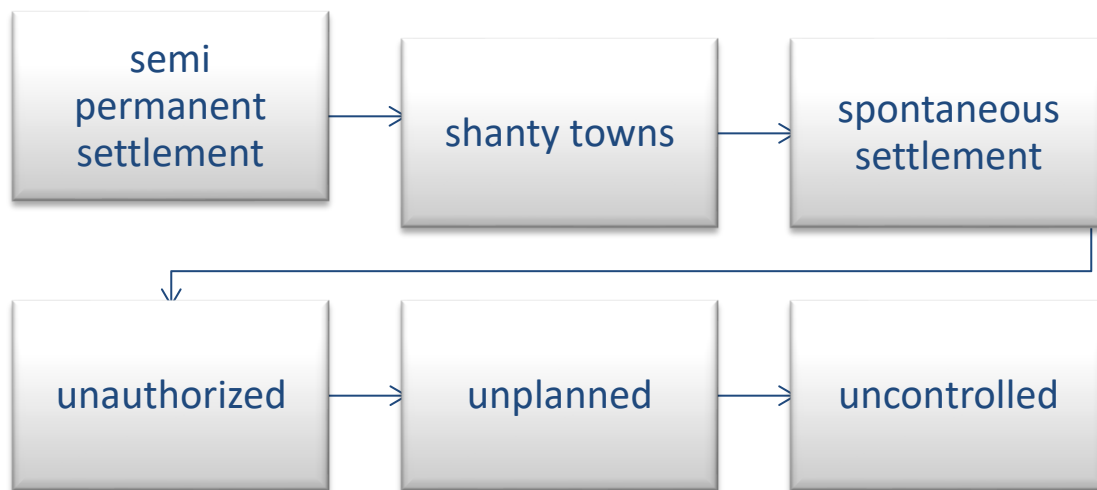 semi
permanent
settlement
shanty towns
spontaneous
settlement
unauthorized
unplanned
uncontrolled